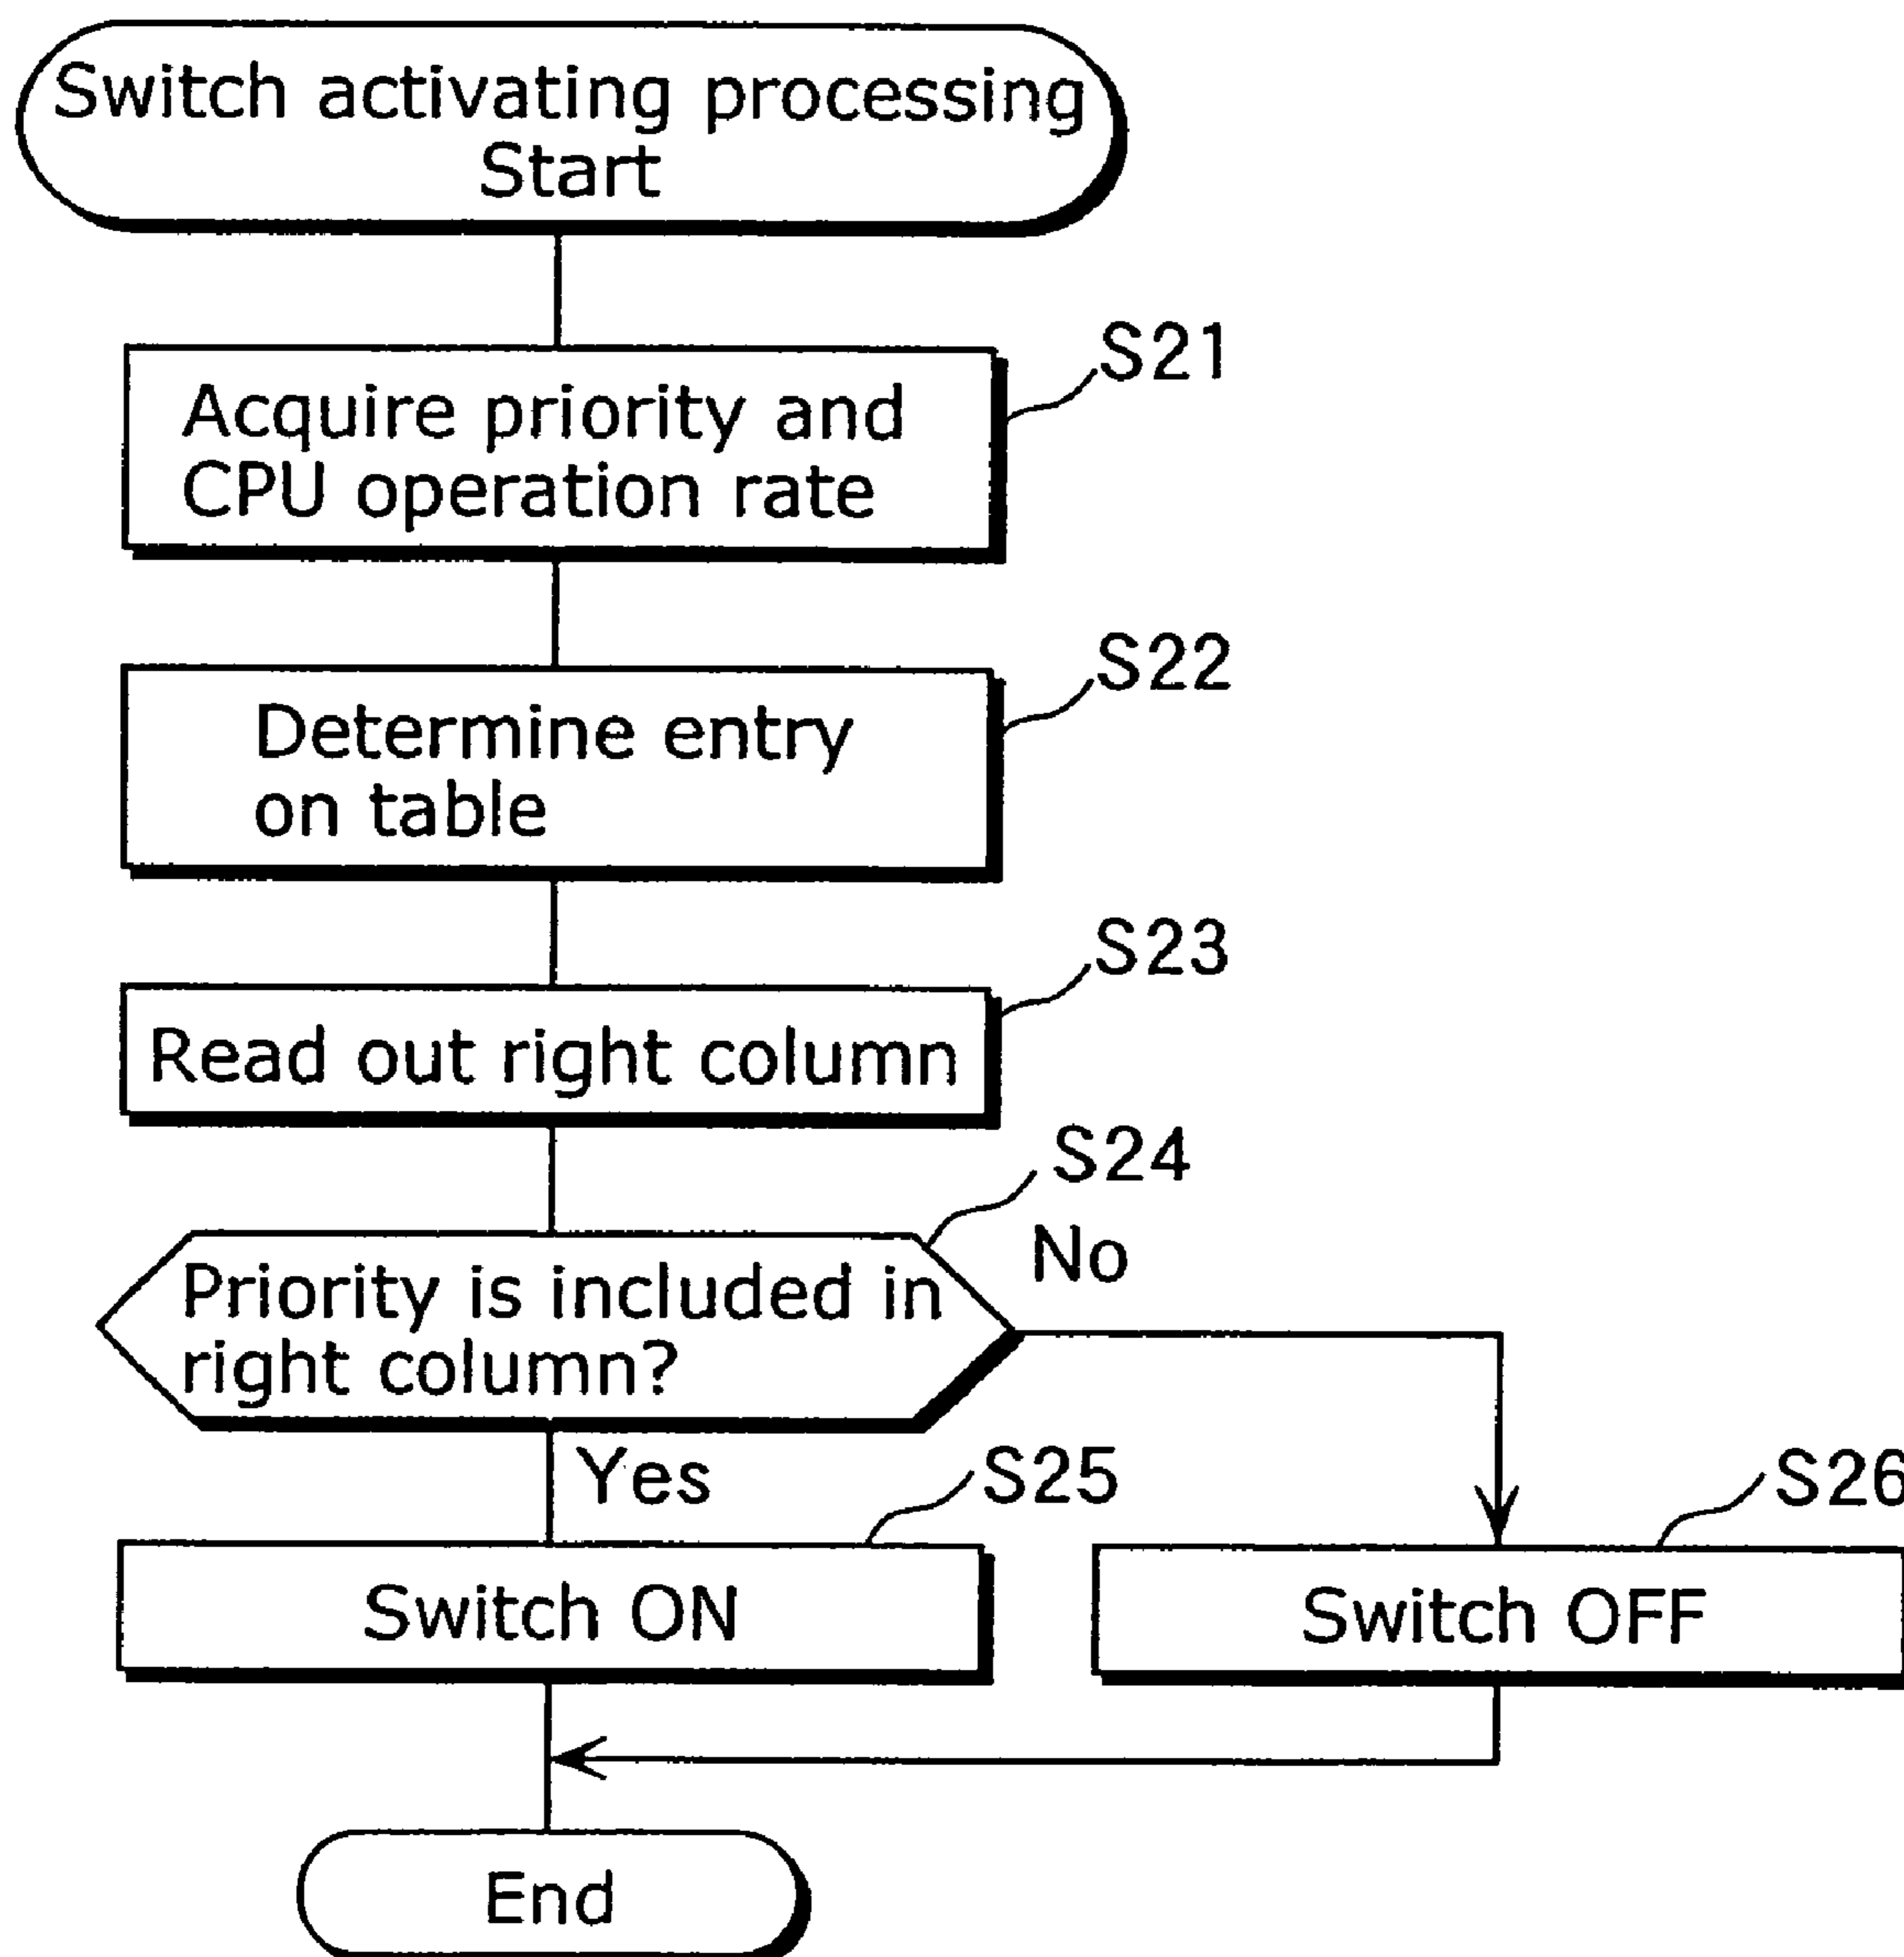 Switch activating processing
Start
S21
Acquire priority and
CPU operation rate
S22
Determine entry
on table
S23
Read out right column
S24
No
Priority is included in
right column?
Yes
S25
S26
Switch ON
Switch OFF
End